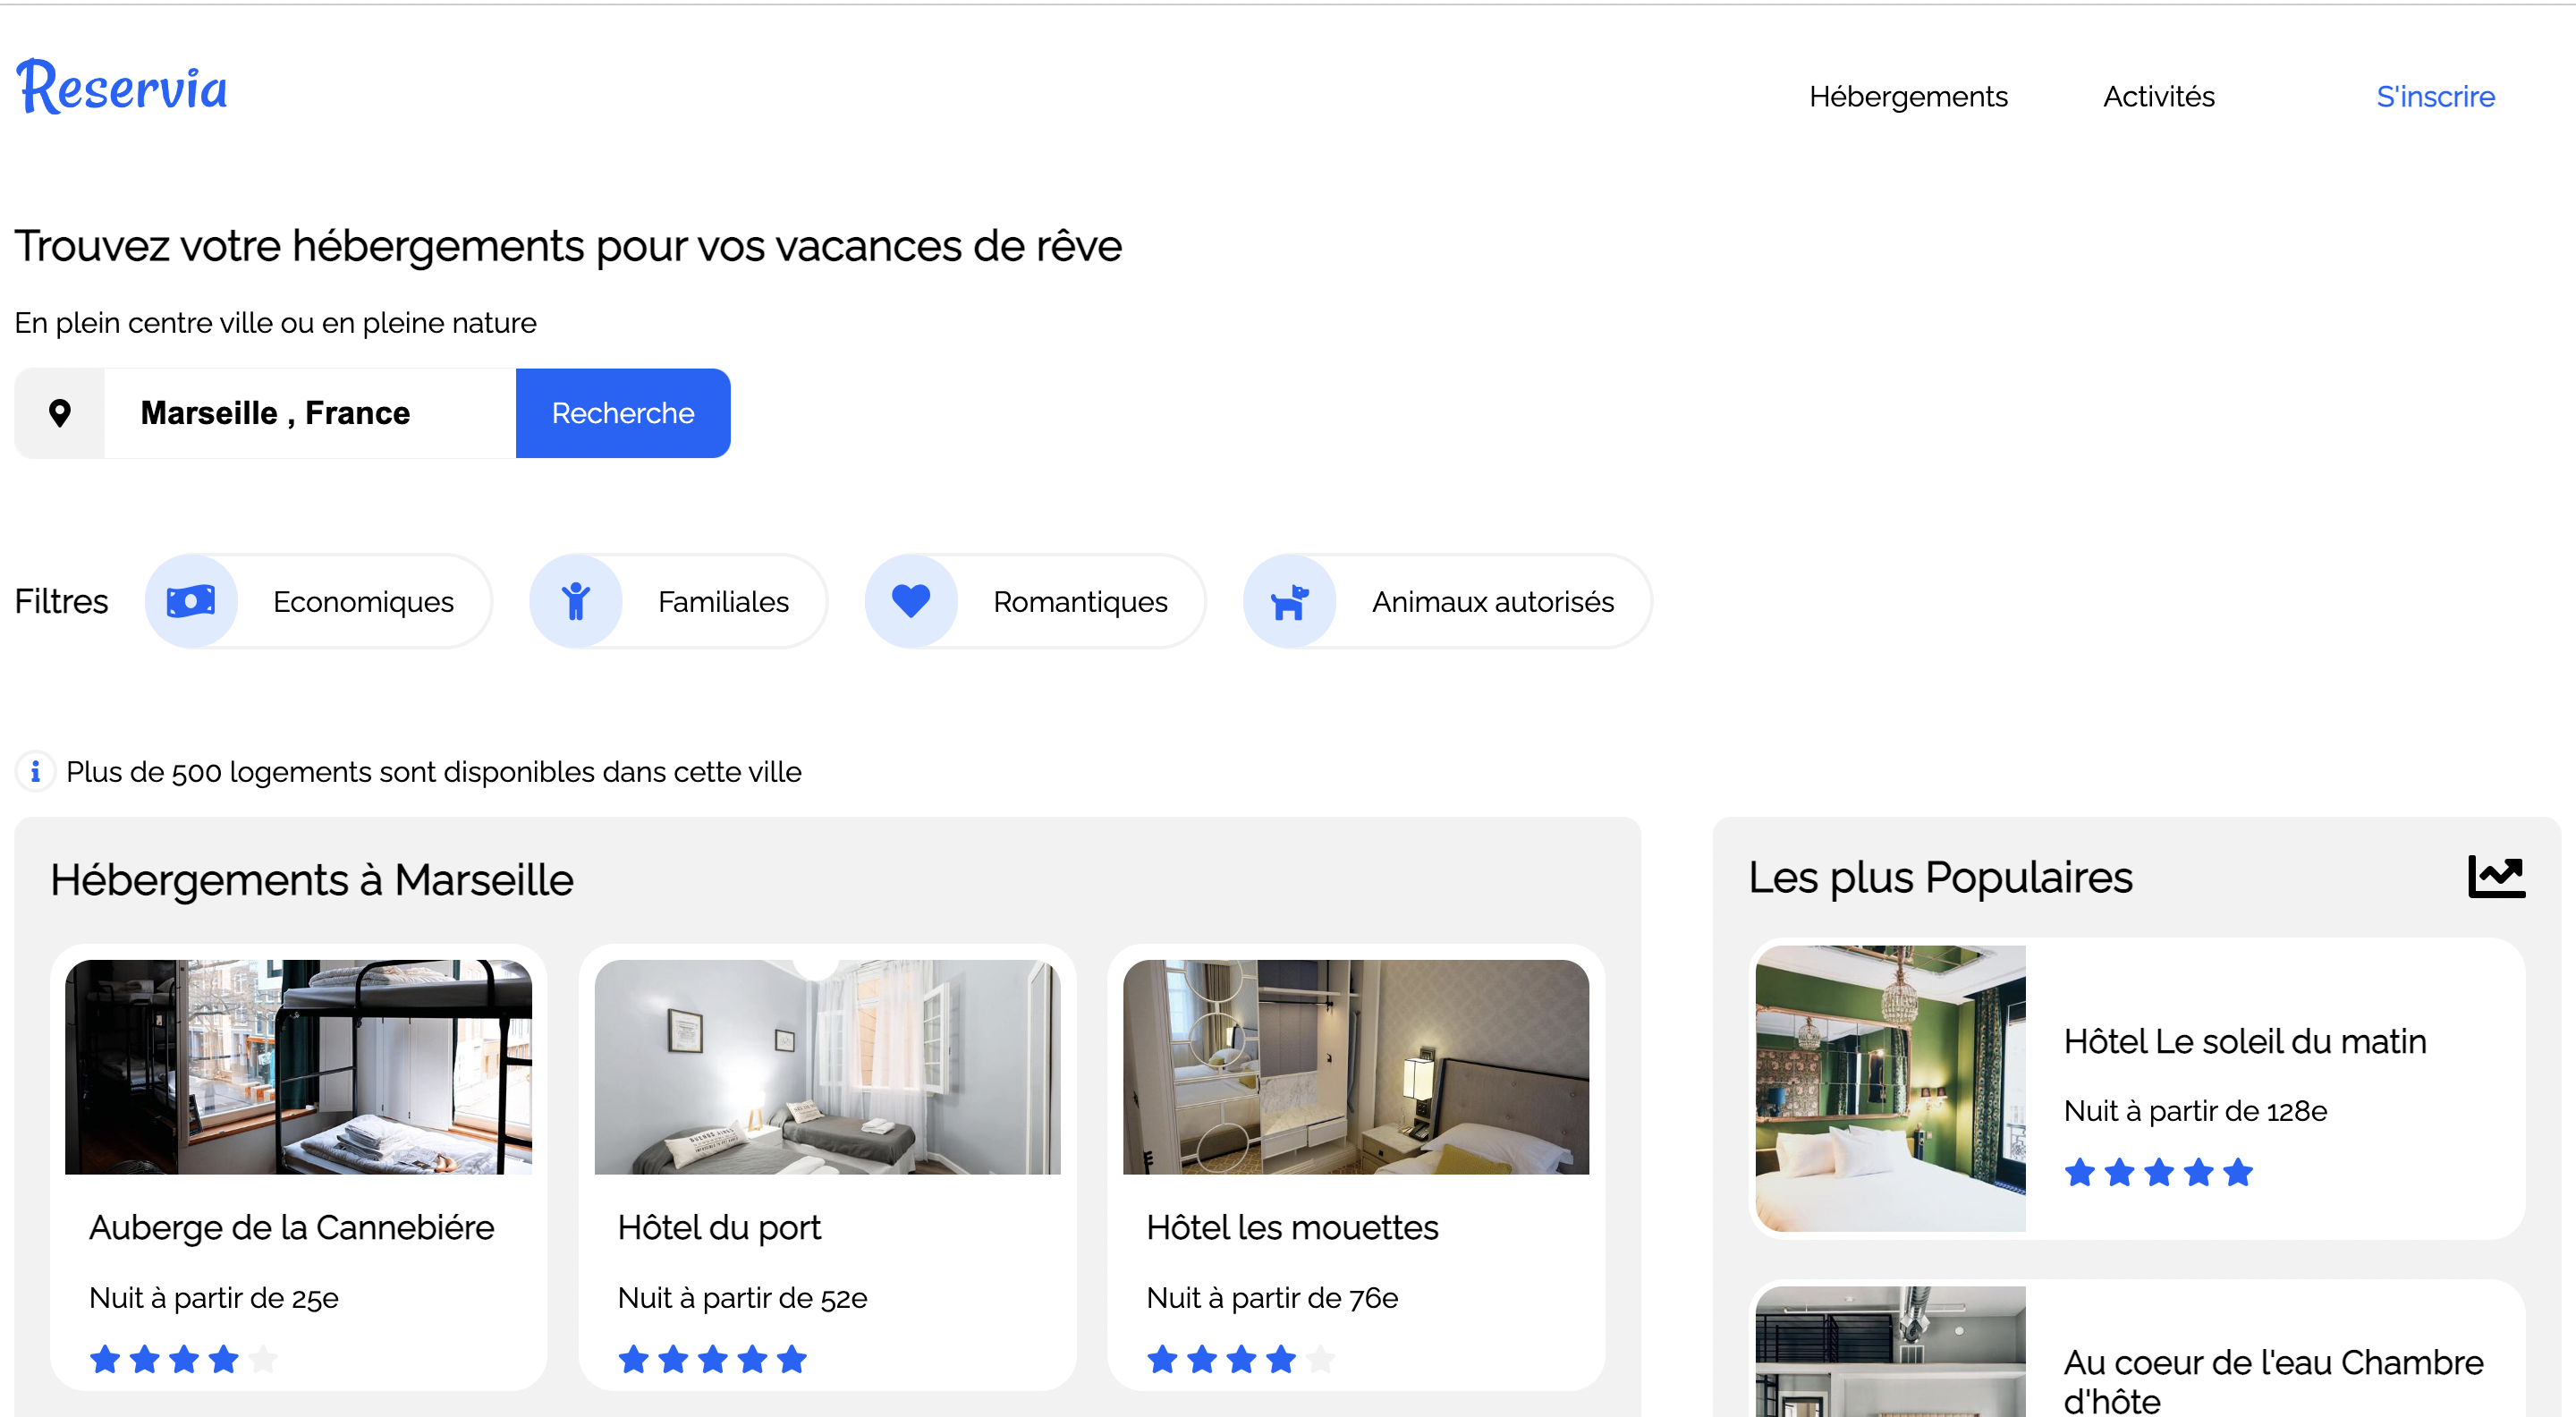 Reservia
Hébergements
Activités
S'inscrire
Trouvez votre hébergements pour vos vacances de rêve
En plein centre ville ou en pleine nature
Marseille , France
Recherche
Filtres
Economiques
Familiales
Romantiques
Animaux autorisés
Plus de 500 logements sont disponibles dans cette ville
Hébergements à Marseille
Auberge de la Cannebiére
Nuit à partir de 25e
Hôtel du port
Nuit à partir de 52e
Hôtel les mouettes
Nuit à partir de 76e
Les plus Populaires
Hôtel Le soleil du matin
Nuit à partir de 128e
Au coeur de l'eau Chambre
d'hôte